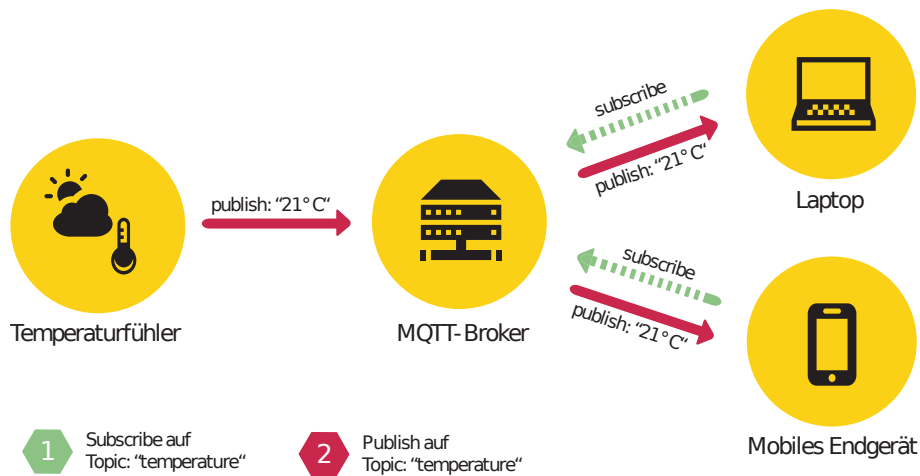 subscribe
publish: “21° C“
Laptop
publish: “21° C“
subscribe
publish: “21° C“
Temperaturfühler
MQTT-Broker
Mobiles Endgerät
1
Subscribe auf
Topic: “temperature“
2
Publish auf
Topic: “temperature“